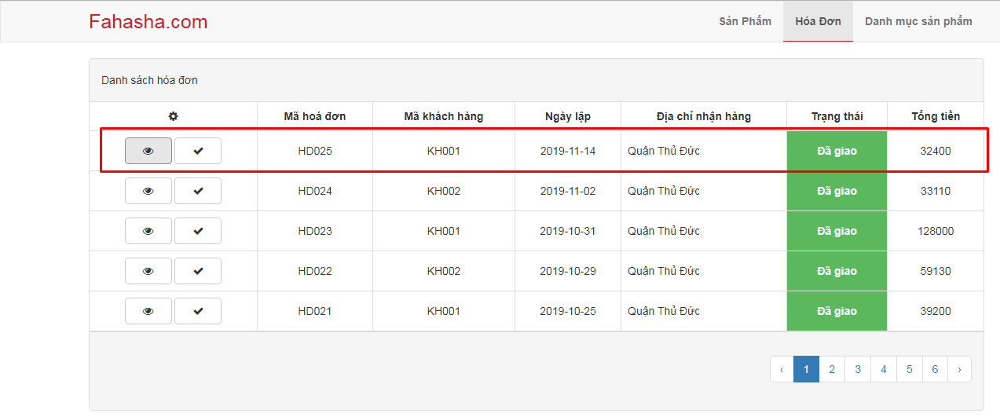 Fahasha.com Sản Phẩm Hóa Đơn Danh mục sản phẩm
Danh sách hóa đơn
Mã hoá đơn Mã khách hàng Ngày lập Địa chỉ nhận hàng Trạng thái Tổng tiền
HD025 KH001 2019-11-14 Quận Thủ Đức Đã giao 32400
HD024 KH002 2019-11-02 Quận Thủ Đức Đã giao 33110
HD023 KH001 2019-10-31 Quận Thủ Đức Đã giao 128000
HD022 KH002 2019-10-29 Quận Thủ Đức Đã giao 59130
HD021 KH001 2019-10-25 Quận Thủ Đức Đã giao 39200
‹ 1 2 3 4 5 6 ›